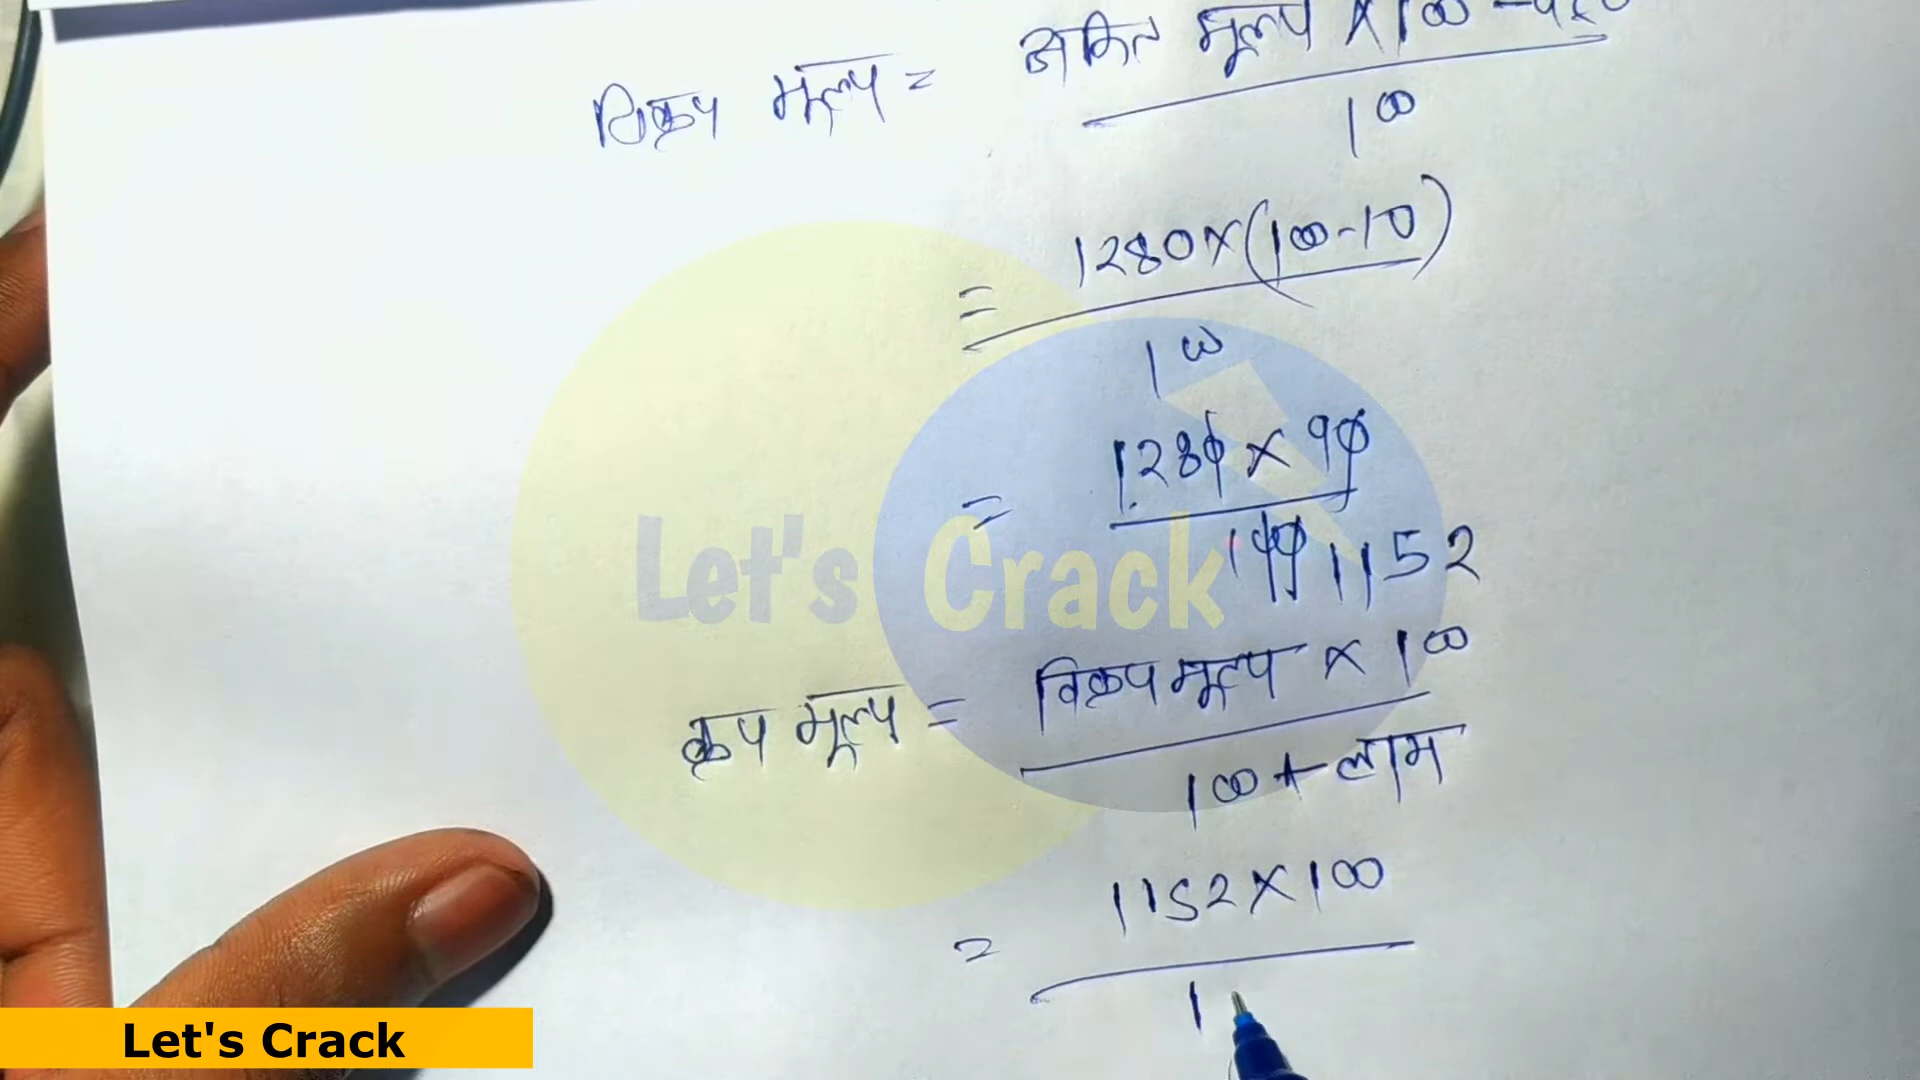 विक्रय मूल्य = अंकित मूल्य × 100 -
100
= 1280 × (100-10)
100
= 1280 × 90
100 1152
क्रय मूल्य = विक्रय मूल्य × 100
100 + लाभ
= 1152 × 100
1
Let's Crack
Let's Crack